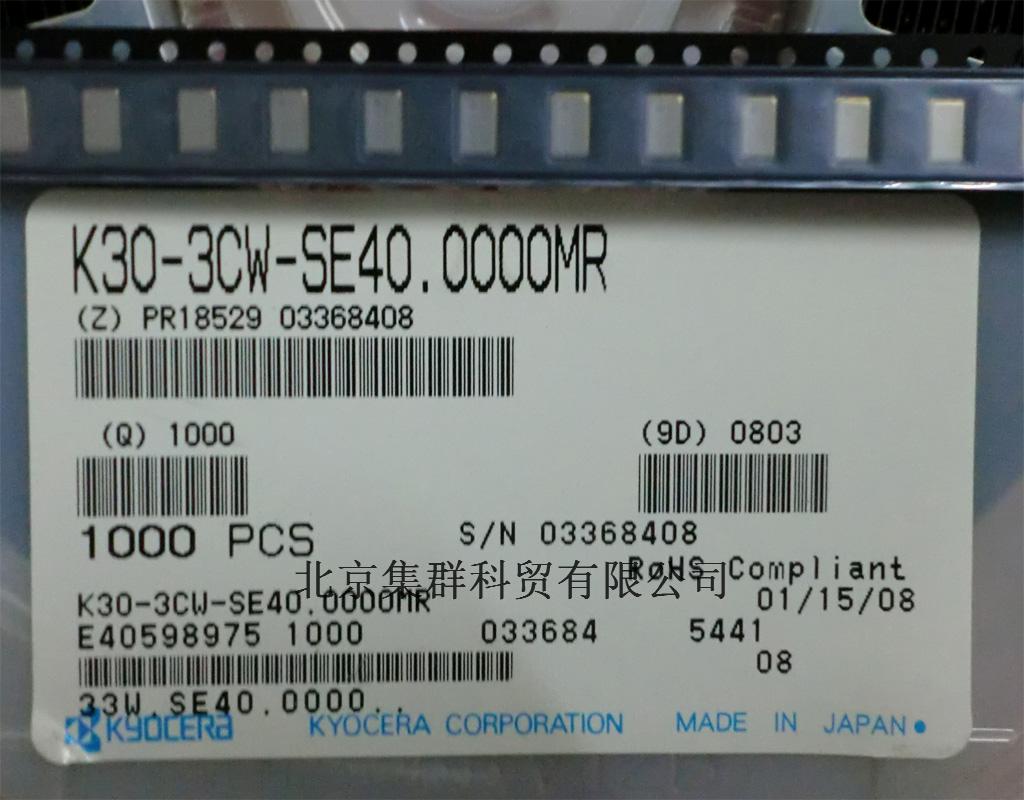 K30-3CW-SE40.0000MR
(Z) PR18529 03368408
(Q) 1000
(9D) 0803
1000 PCS
S/N 03368408
RoHS Compliant
北京集群科贸有限公司
K30-3CW-SE40.0000MR
01/15/08
E40598975 1000 033684 5441
08
33W.SE40.0000..
KYOCERA KYOCERA CORPORATION MADE IN JAPAN